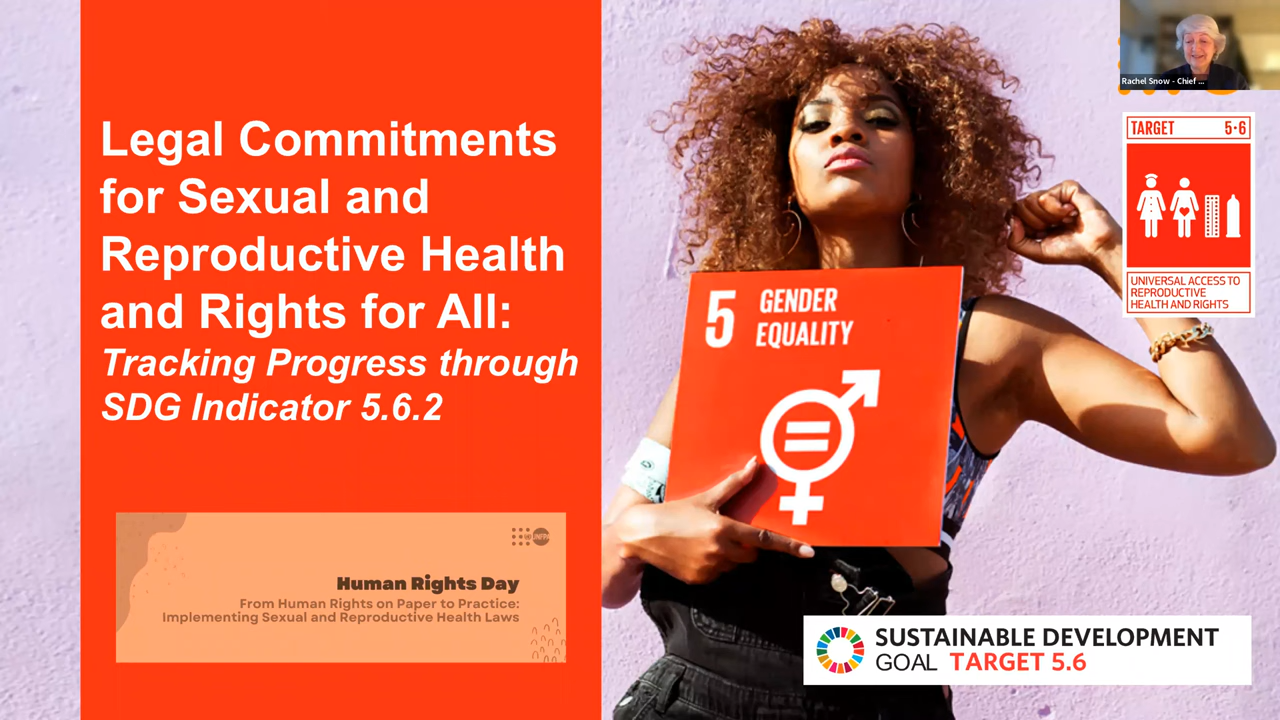 Legal Commitments
for Sexual and
Reproductive Health
and Rights for All:
Tracking Progress through
SDG Indicator 5.6.2
UNFPA
Human Rights Day
From Human Rights on Paper to Practice:
Implementing Sexual and Reproductive Health Laws
5 GENDER
EQUALITY
Rachel Snow - Chief ...
TARGET 5·6
UNIVERSAL ACCESS TO
REPRODUCTIVE
HEALTH AND RIGHTS
SUSTAINABLE DEVELOPMENT
GOAL TARGET 5.6